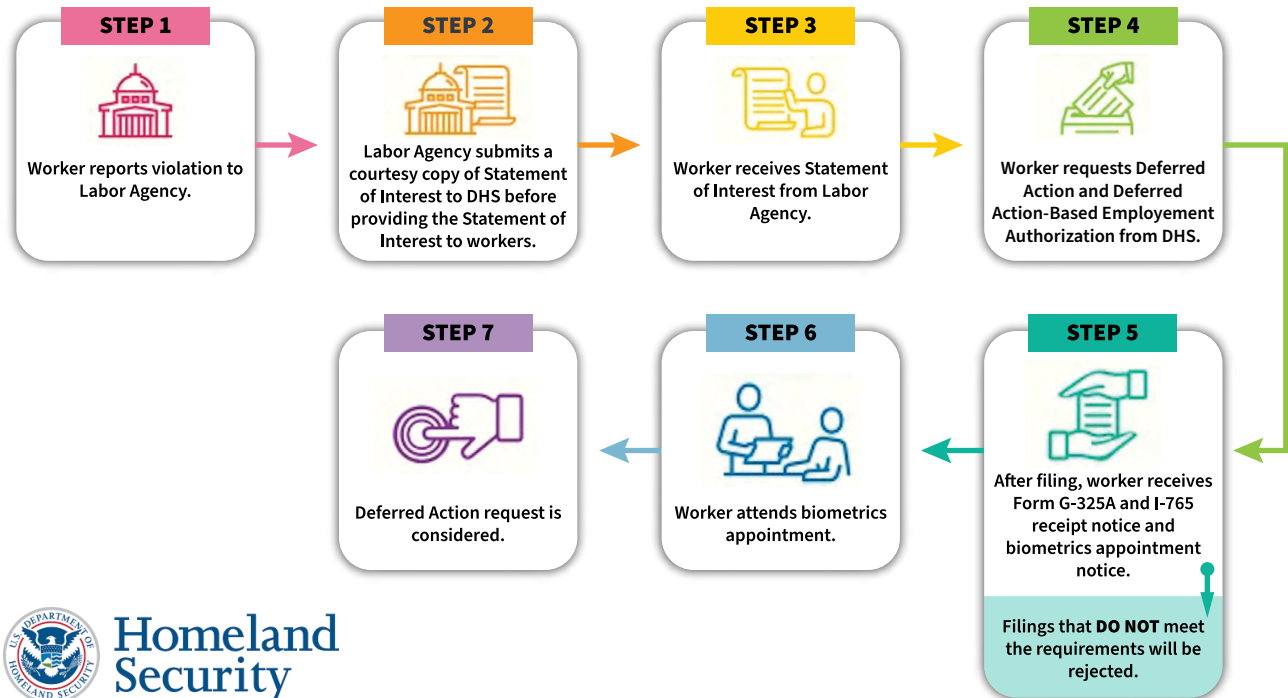 STEP 1
Worker reports violation to
Labor Agency.
STEP 2
Labor Agency submits a
courtesy copy of Statement
of Interest to DHS before
providing the Statement of
Interest to workers.
STEP 3
Worker receives Statement
of Interest from Labor
Agency.
STEP 4
Worker requests Deferred
Action and Deferred
Action-Based Employement
Authorization from DHS.
STEP 5
After filing, worker receives
Form G-325A and I-765
receipt notice and
biometrics appointment
notice.
Filings that DO NOT meet
the requirements will be
rejected.
STEP 6
Worker attends biometrics
appointment.
STEP 7
Deferred Action request is
considered.
U.S. DEPARTMENT OF
HOMELAND SECURITY
Homeland
Security